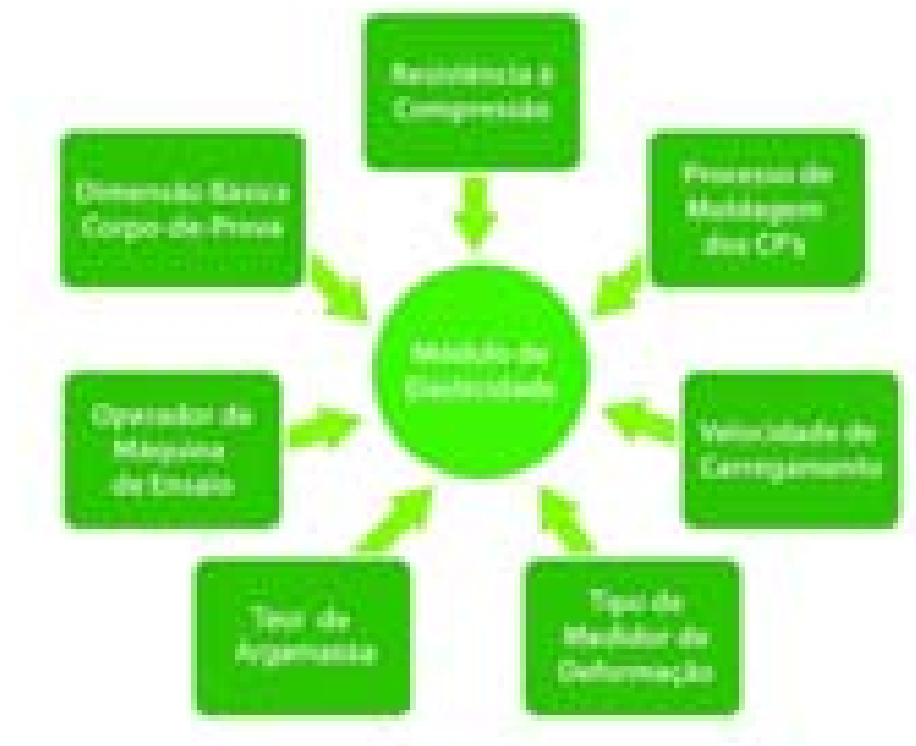 Resistência à
Compressão
Dimensão Básica
Corpo-de-Prova
Processo de
Moldagem
dos CP's
Módulo de
Elasticidade
Operador de
Máquina
de Ensaio
Velocidade de
Carregamento
Teor de
Argamassa
Tipo de
Medidor de
Deformação